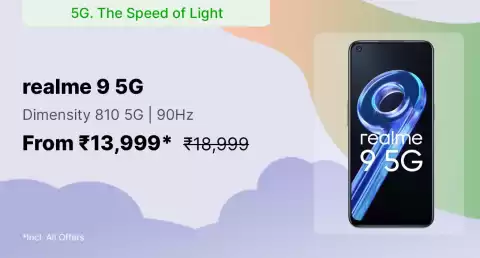 5G. The Speed of Light
realme 9 5G
Dimensity 810 5G | 90Hz
From ₹13,999* ₹18,999
realme
9 5G
*Incl. All Offers